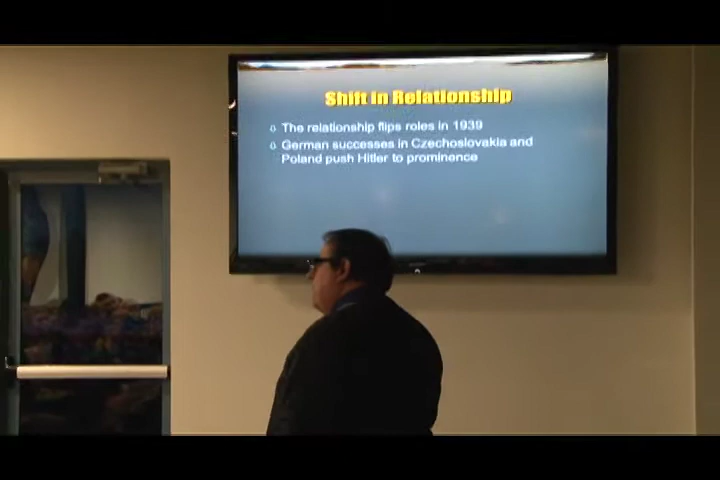 Shift in Relationship
The relationship flips roles in 1939
German successes in Czechoslovakia and
Poland push Hitler to prominence